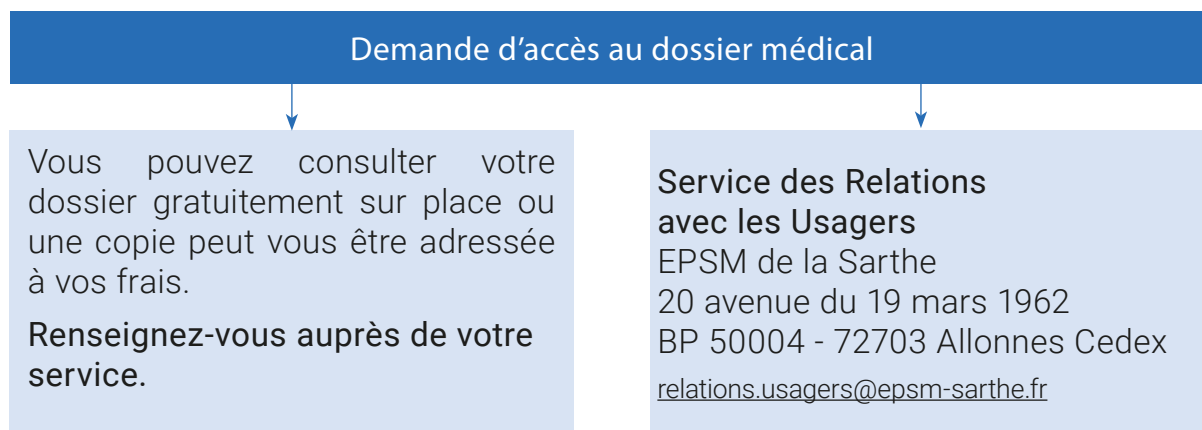 Demande d’accès au dossier médical
Vous pouvez consulter votre
dossier gratuitement sur place ou
une copie peut vous être adressée
à vos frais.
Renseignez-vous auprès de votre
service.
Service des Relations
avec les Usagers
EPSM de la Sarthe
20 avenue du 19 mars 1962
BP 50004 - 72703 Allonnes Cedex
relations.usagers@epsm-sarthe.fr